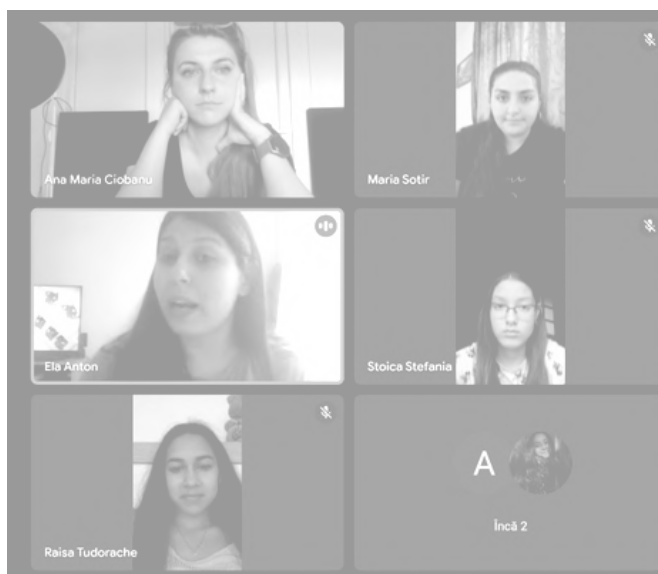 Ana Maria Ciobanu
Maria Sotir
Ela Anton
Stoica Stefania
Raisa Tudorache
A
Încă 2